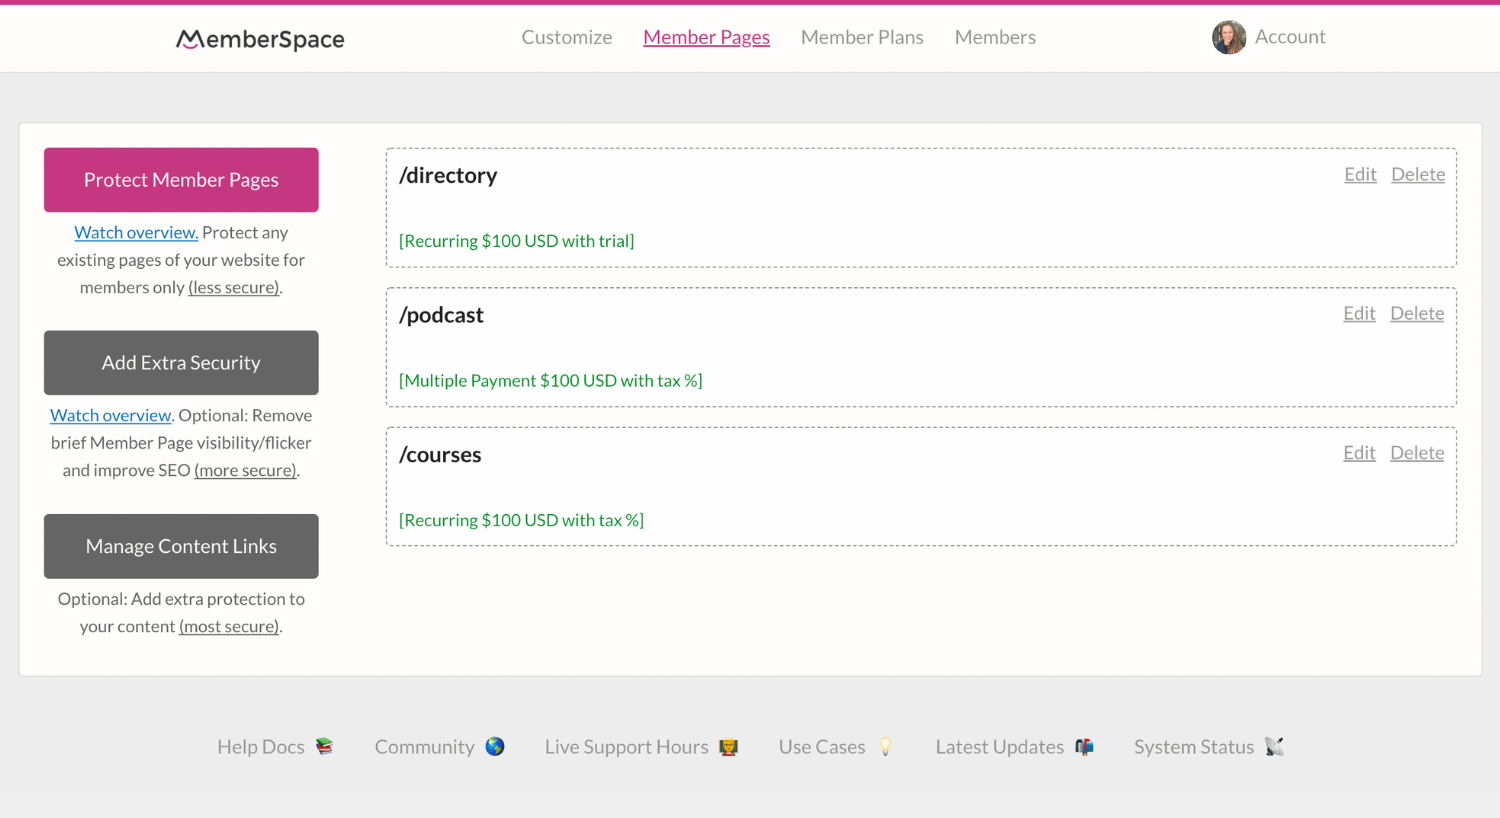 MemberSpace
Customize
Member Pages
Member Plans
Members
Account
Protect Member Pages
Watch overview. Protect any
existing pages of your website for
members only (less secure).
Add Extra Security
Watch overview. Optional: Remove
brief Member Page visibility/flicker
and improve SEO (more secure).
Manage Content Links
Optional: Add extra protection to
your content (most secure).
/directory
Edit Delete
[Recurring $100 USD with trial]
/podcast
Edit Delete
[Multiple Payment $100 USD with tax %]
/courses
Edit Delete
[Recurring $100 USD with tax %]
Help Docs
Community
Live Support Hours
Use Cases
Latest Updates
System Status